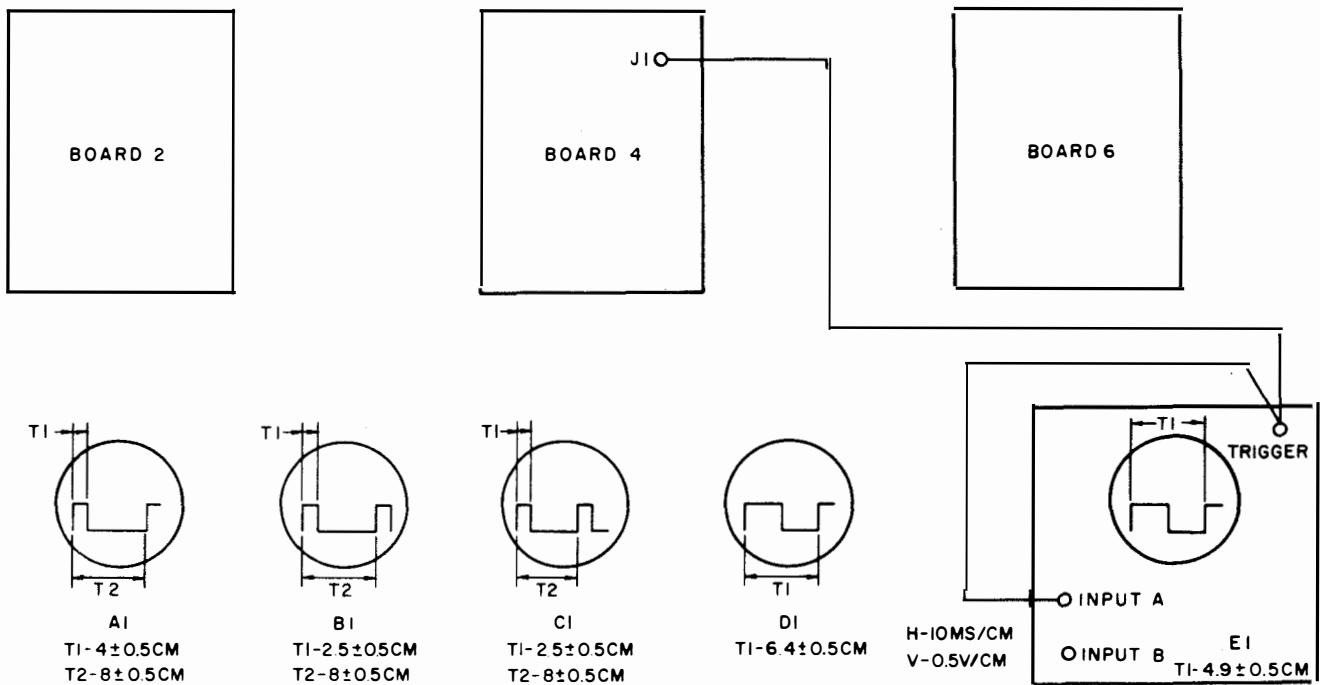 BOARD 2
J1
BOARD 4
BOARD 6
T1
T2
A1
T1-4±0.5CM
T2-8±0.5CM
T1
T2
B1
T1-2.5±0.5CM
T2-8±0.5CM
T1
T2
C1
T1-2.5±0.5CM
T2-8±0.5CM
T1
D1
T1-6.4±0.5CM
H-10MS/CM
V-0.5V/CM
T1
TRIGGER
INPUT A
INPUT B
E1
T1-4.9±0.5CM